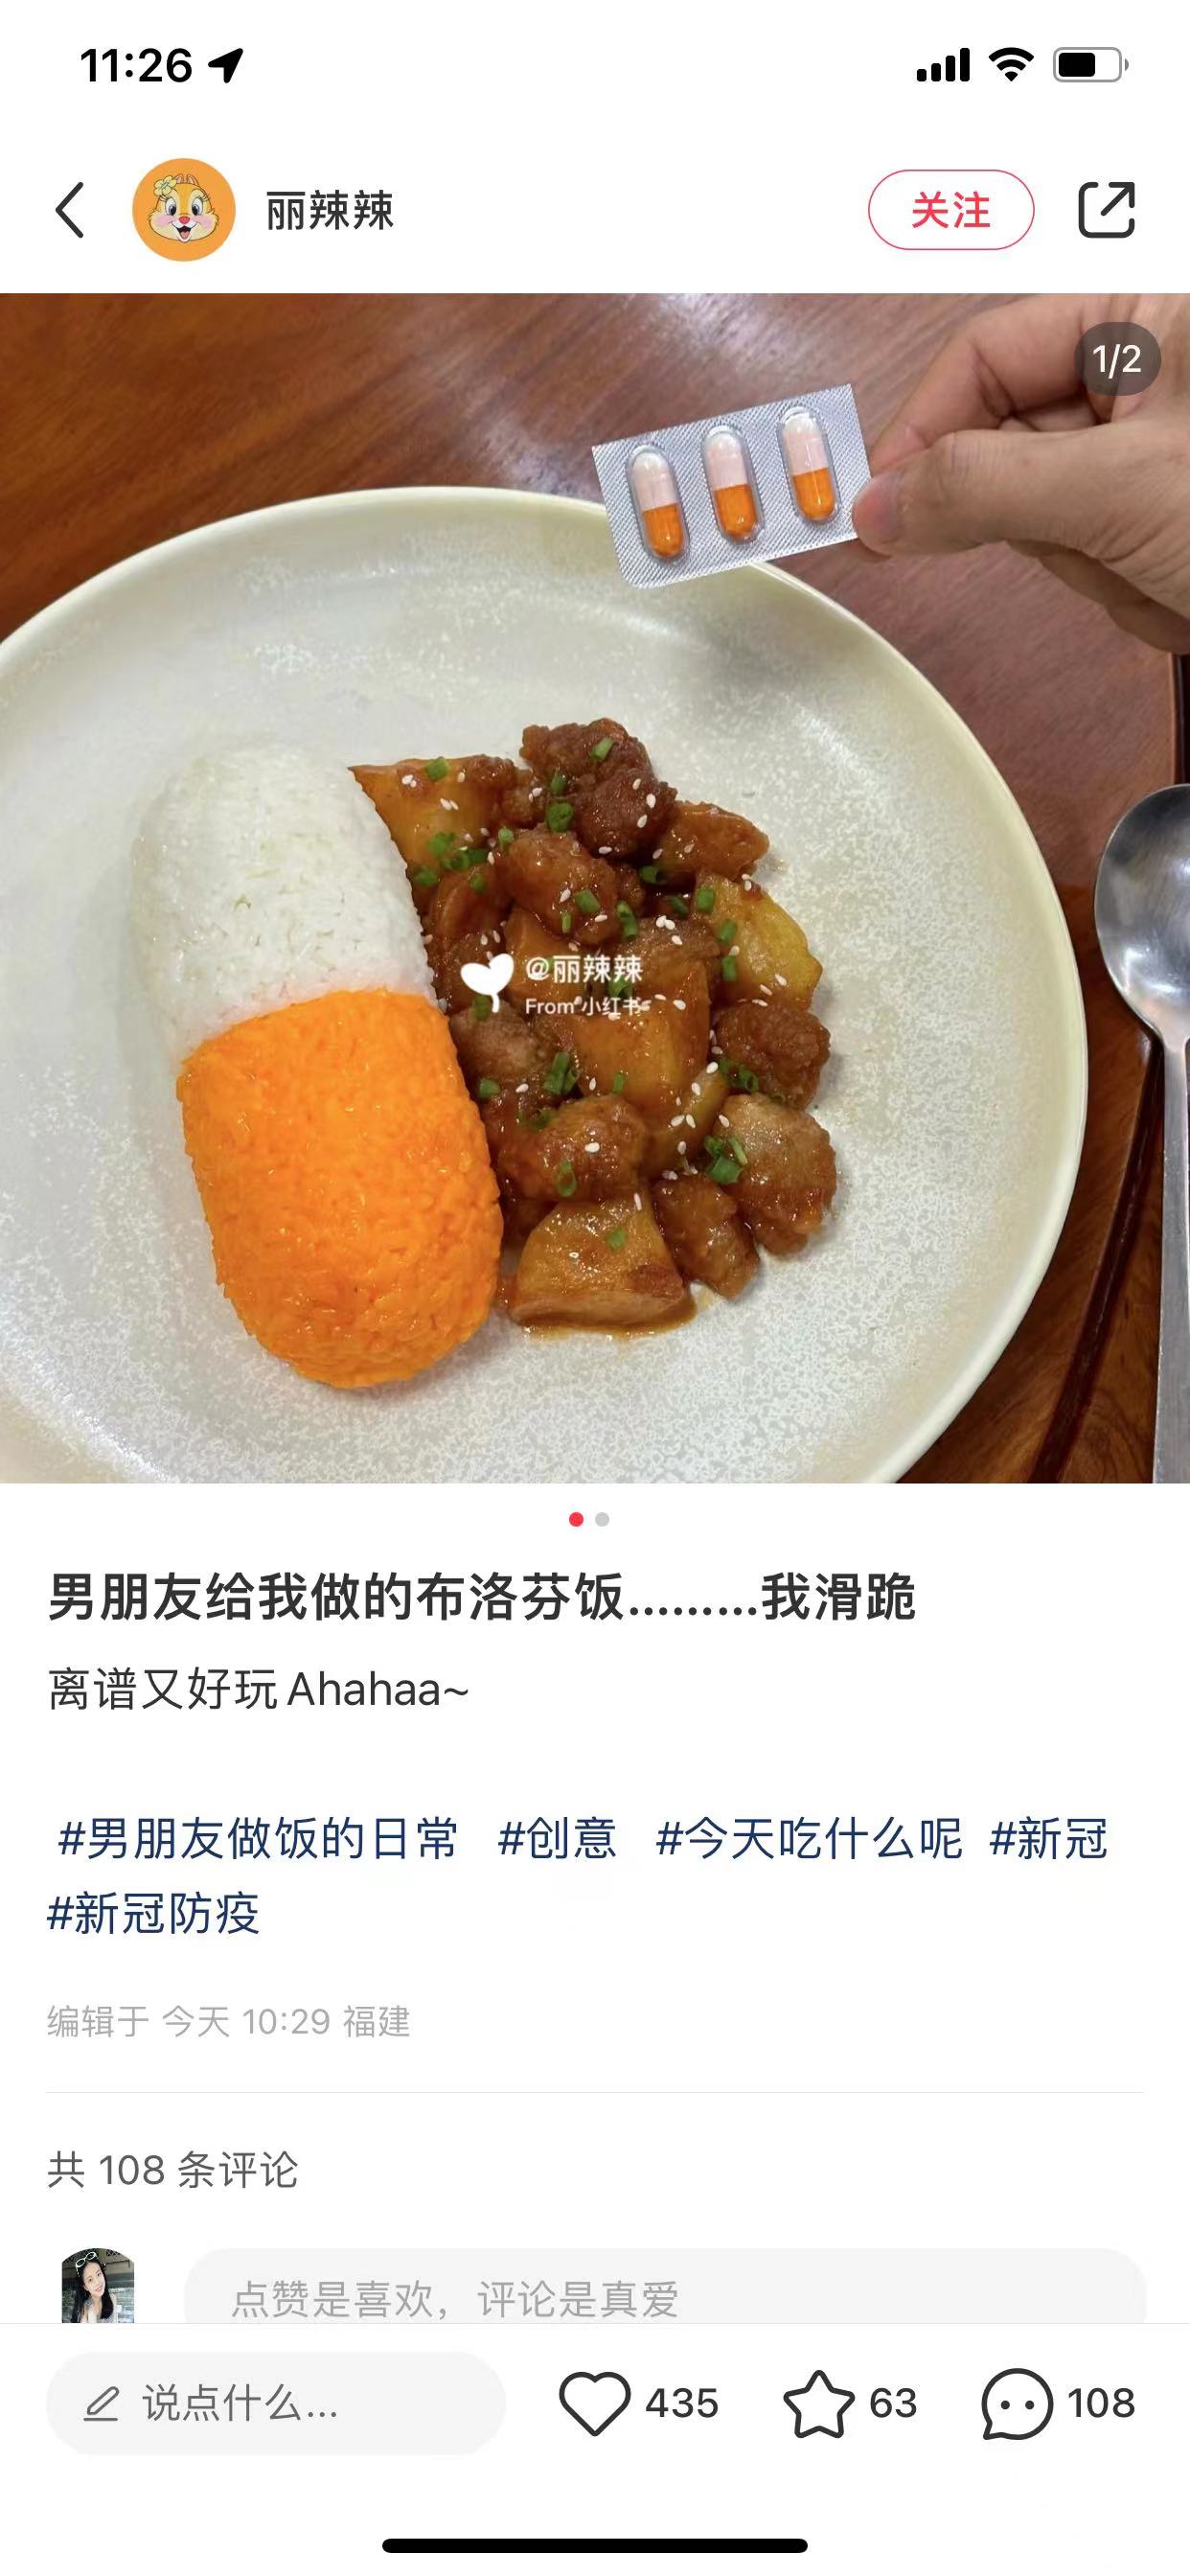 11:26
丽辣辣
关注
1/2
@丽辣辣
From 小红书
男朋友给我做的布洛芬饭.........我滑跪
离谱又好玩 Ahahaa~
#男朋友做饭的日常 #创意 #今天吃什么呢 #新冠
#新冠防疫
编辑于 今天 10:29 福建
共 108 条评论
点赞是喜欢，评论是真爱
说点什么...
435
63
108